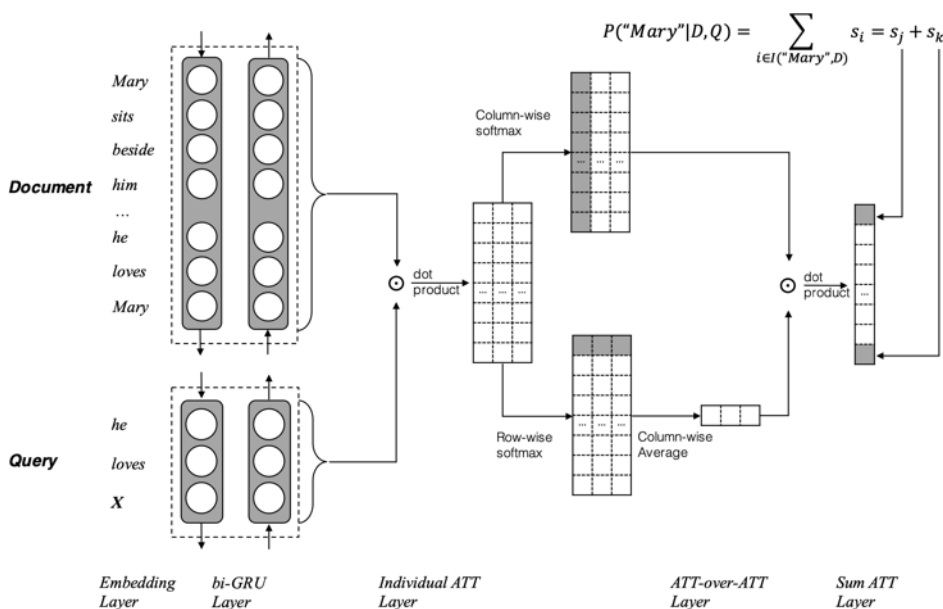 P("Mary"|D,Q) = ∑ s_i = s_j + s_k
i∈I("Mary",D)
Document
Mary
sits
beside
him
...
he
loves
Mary
Query
he
loves
X
dot
product
...
...
...
Column-wise
softmax
...
...
...
Row-wise
softmax
...
...
...
Column-wise
Average
dot
product
...
Embedding
Layer
bi-GRU
Layer
Individual ATT
Layer
ATT-over-ATT
Layer
Sum ATT
Layer